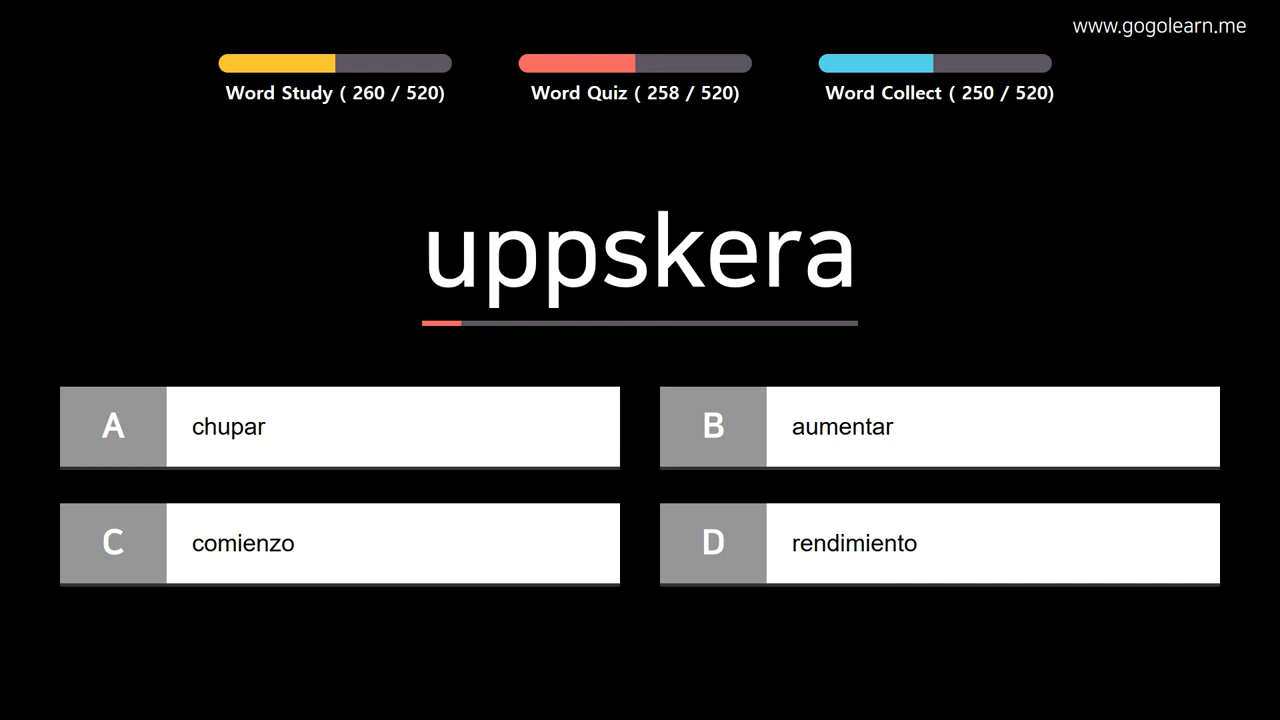 www.gogolearn.me
Word Study ( 260 / 520)
Word Quiz ( 258 / 520)
Word Collect ( 250 / 520)
uppskera
A chupar
B aumentar
C comienzo
D rendimiento